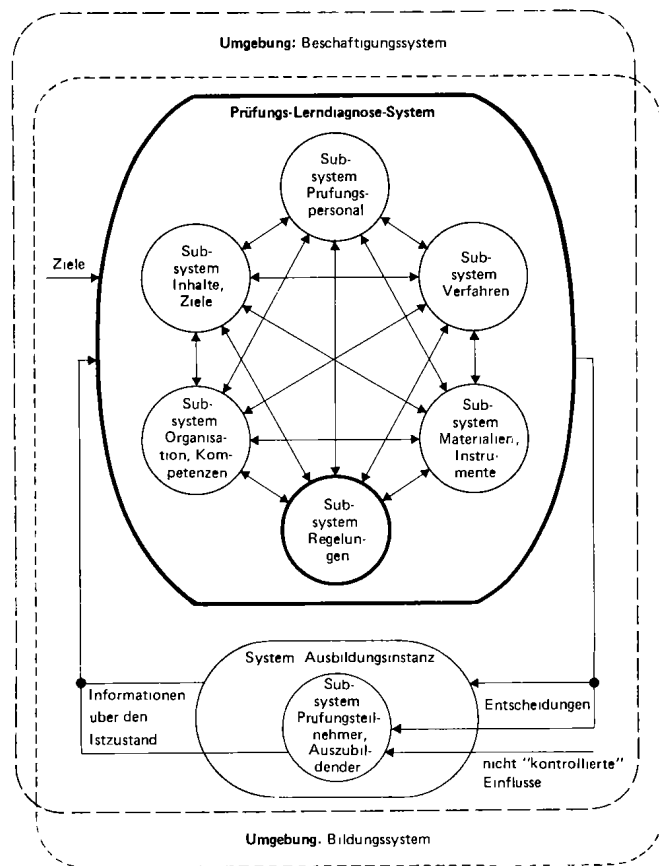 Umgebung: Beschaftigungssystem
Prüfungs-Lerndiagnose-System
Sub-
system
Prufungs-
personal
Sub-
system
Inhalte,
Ziele
Sub-
system
Verfahren
Ziele
Sub-
system
Organisa-
tion, Kom-
petenzen
Sub-
system
Materialien,
Instru-
mente
Sub-
system
Regelun-
gen
System Ausbildungsinstanz
Informationen
uber den
Istzustand
Sub-
system
Prufungsteil-
nehmer,
Auszubil-
dender
Entscheidungen
nicht "kontrollierte"
Einflusse
Umgebung. Bildungssystem